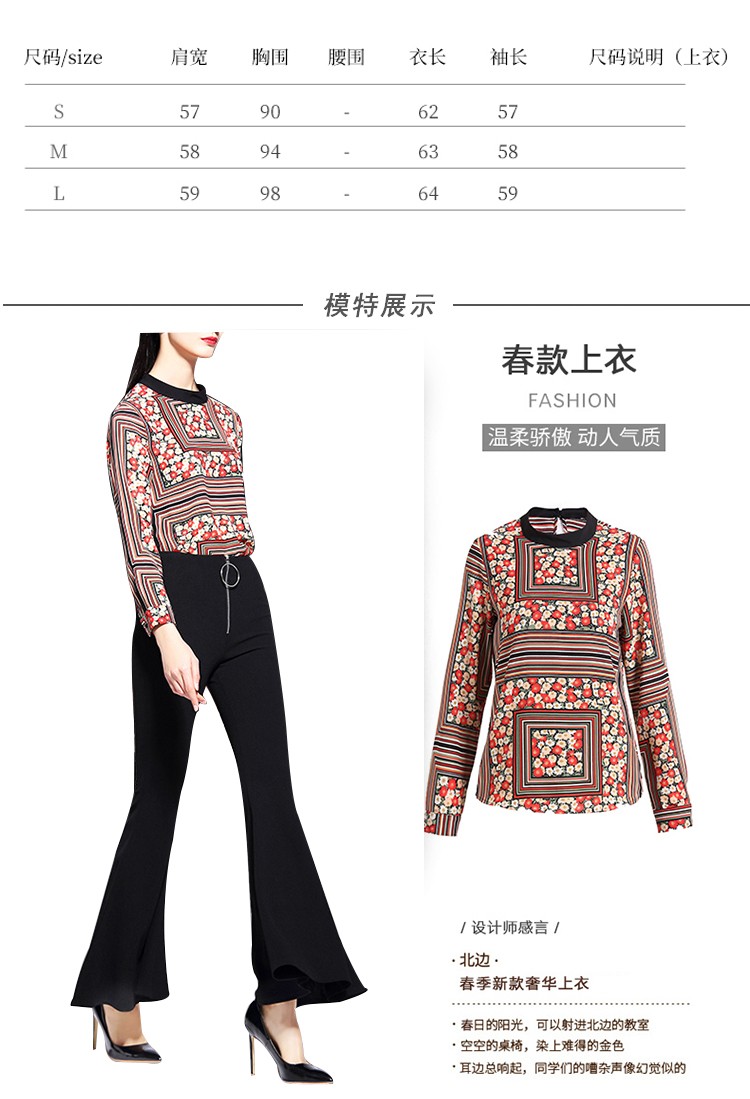 尺码/size 肩宽 胸围 腰围 衣长 袖长 尺码说明（上衣）
S 57 90 - 62 57
M 58 94 - 63 58
L 59 98 - 64 59
模特展示
春款上衣
FASHION
温柔骄傲 动人气质
/ 设计师感言 /
·北边·
春季新款奢华上衣
·春日的阳光，可以射进北边的教室
·空空的桌椅，染上难得的金色
·耳边总响起，同学们的嘈杂声像幻觉似的